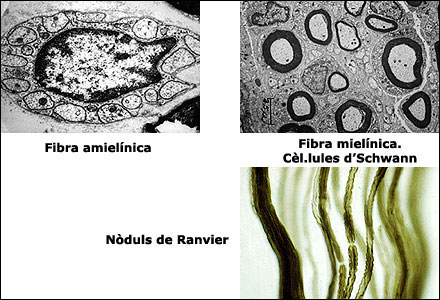 Fibra amielínica
Fibra mielínica.
Cèl.lules d'Schwann
Nòduls de Ranvier